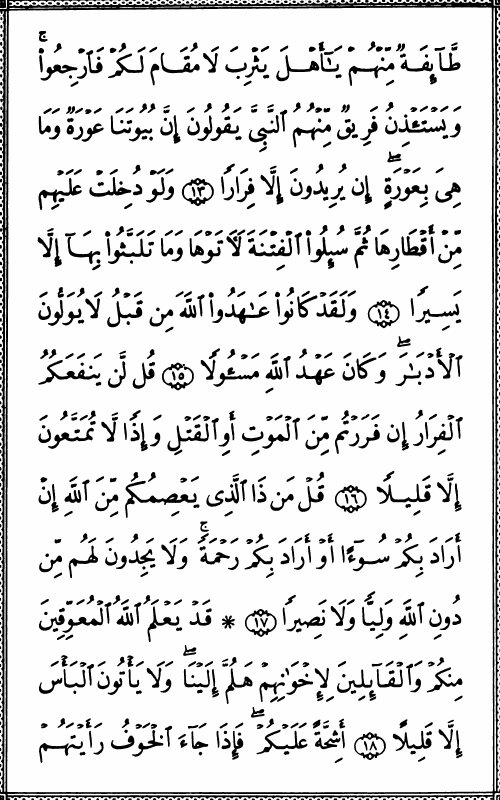 طَّآئِفَةٌ مِّنۡهُمۡ يَـٰٓأَهۡلَ يَثۡرِبَ لَا مُقَامَ لَكُمۡ فَٱرۡجِعُواْۚ
وَيَسۡتَـٔۡذِنُ فَرِيقٌ مِّنۡهُمُ ٱلنَّبِيَّ يَقُولُونَ إِنَّ بُيُوتَنَا عَوۡرَةٌ وَمَا
هِيَ بِعَوۡرَةٍۖ إِن يُرِيدُونَ إِلَّا فِرَارًا ١٣ وَلَوۡ دُخِلَتۡ عَلَيۡهِم
مِّنۡ أَقۡطَارِهَا ثُمَّ سُئِلُواْ ٱلۡفِتۡنَةَ لَأٓتَوۡهَا وَمَا تَلَبَّثُواْ بِهَآ إِلَّا
يَسِيرًا ١٤ وَلَقَدۡ كَانُواْ عَـٰهَدُواْ ٱللَّهَ مِن قَبۡلُ لَا يُوَلُّونَ
ٱلۡأَدۡبَـٰرَۖ وَكَانَ عَهۡدُ ٱللَّهِ مَسۡـُٔولًا ١٥ قُل لَّن يَنفَعَكُمُ
ٱلۡفِرَارُ إِن فَرَرۡتُم مِّنَ ٱلۡمَوۡتِ أَوِ ٱلۡقَتۡلِ وَإِذًا لَّا تُمَتَّعُونَ
إِلَّا قَلِيلًا ١٦ قُلۡ مَن ذَا ٱلَّذِي يَعۡصِمُكُم مِّنَ ٱللَّهِ إِنۡ
أَرَادَ بِكُمۡ سُوٓءًا أَوۡ أَرَادَ بِكُمۡ رَحۡمَةًۚ وَلَا يَجِدُونَ لَهُم مِّن
دُونِ ٱللَّهِ وَلِيًّا وَلَا نَصِيرًا ١٧ * قَدۡ يَعۡلَمُ ٱللَّهُ ٱلۡمُعَوِّقِينَ
مِنكُمۡ وَٱلۡقَآئِلِينَ لِإِخۡوَٰنِهِمۡ هَلُمَّ إِلَيۡنَاۖ وَلَا يَأۡتُونَ ٱلۡبَأۡسَ
إِلَّا قَلِيلًا ١٨ أَشِحَّةً عَلَيۡكُمۡۖ فَإِذَا جَآءَ ٱلۡخَوۡفُ رَأَيۡتَهُمۡ